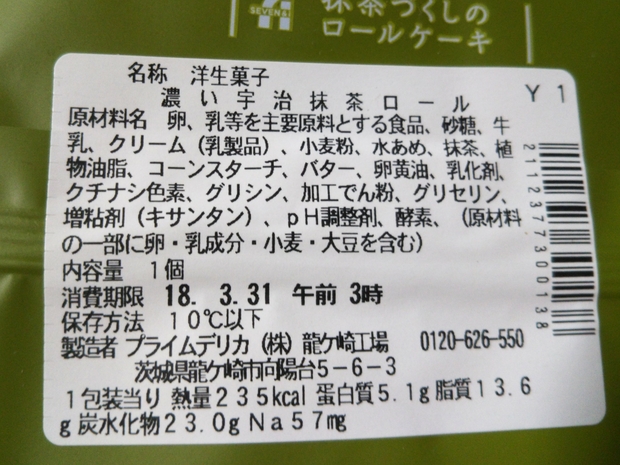 SEVEN&i
抹茶づくしの
ロールケーキ
名称 洋生菓子
Y1
濃い宇治抹茶ロール
原材料名 卵、乳等を主要原料とする食品、砂糖、牛
乳、クリーム(乳製品)、小麦粉、水あめ、抹茶、植
物油脂、コーンスターチ、バター、卵黄油、乳化剤、
クチナシ色素、グリシン、加工でん粉、グリセリン、
増粘剤(キサンタン)、pH調整剤、酵素、(原材料
の一部に卵・乳成分・小麦・大豆を含む)
内容量 1個
消費期限 18. 3.31 午前 3時
保存方法 10℃以下
製造者 プライムデリカ(株)龍ケ崎工場 0120-626-550
茨城県龍ケ崎市向陽台5-6-3
1包装当り 熱量235kcal 蛋白質5.1g 脂質13.6
g 炭水化物23.0g Na57mg
2112377300138